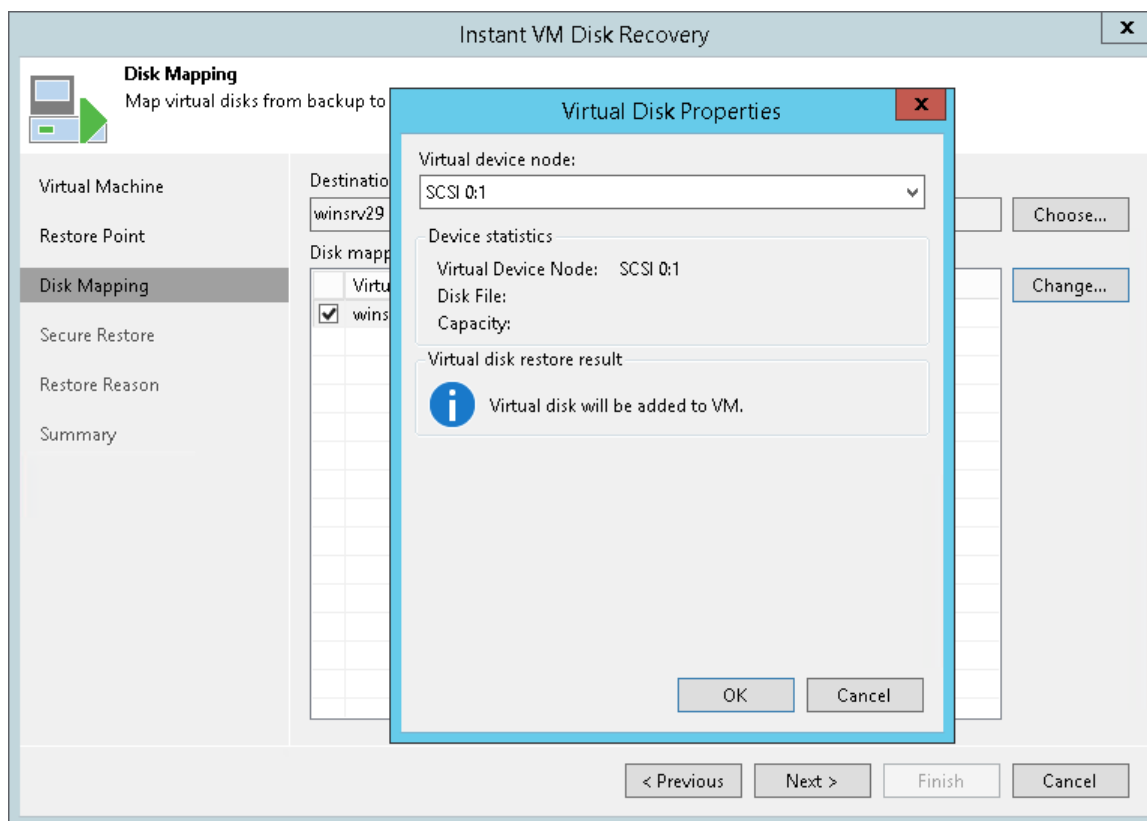 Instant VM Disk Recovery
x
Disk Mapping
Map virtual disks from backup to
Virtual Machine
Restore Point
Disk Mapping
Secure Restore
Restore Reason
Summary
Destinatio
winsrv29
Choose...
Disk mapp
Virtu
Change...
wins
Virtual Disk Properties
x
Virtual device node:
SCSI 0:1
Device statistics
Virtual Device Node: SCSI 0:1
Disk File:
Capacity:
Virtual disk restore result
i
Virtual disk will be added to VM.
OK
Cancel
< Previous
Next >
Finish
Cancel